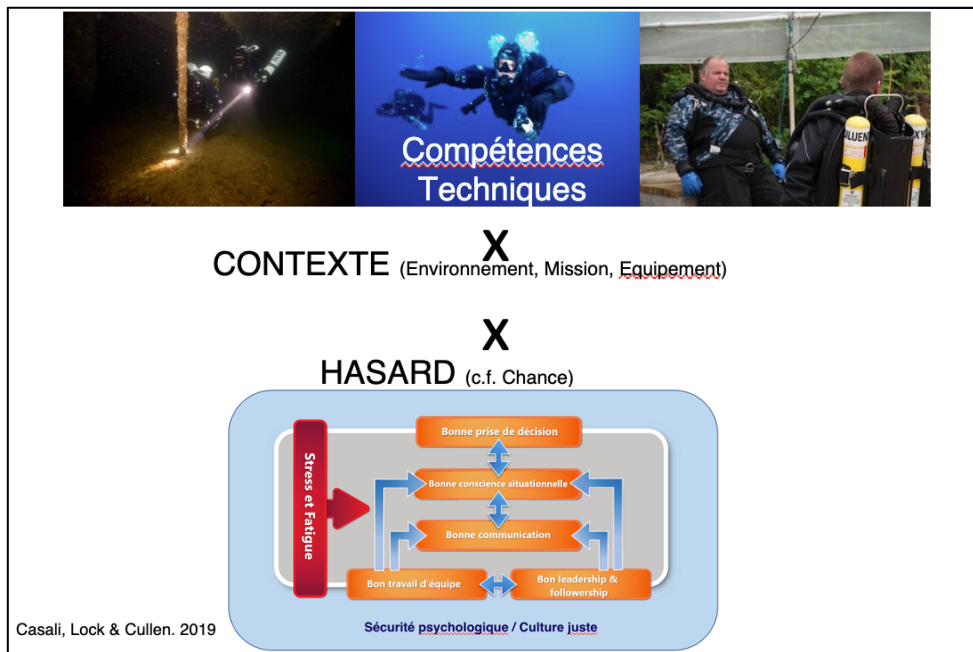 Compétences
Techniques
X
CONTEXTE (Environnement, Mission, Equipement)
X
HASARD (c.f. Chance)
Stress et Fatigue
Bonne prise de décision
Bonne conscience situationnelle
Bonne communication
Bon travail d'équipe
Bon leadership &
followership
Sécurité psychologique / Culture juste
Casali, Lock & Cullen. 2019